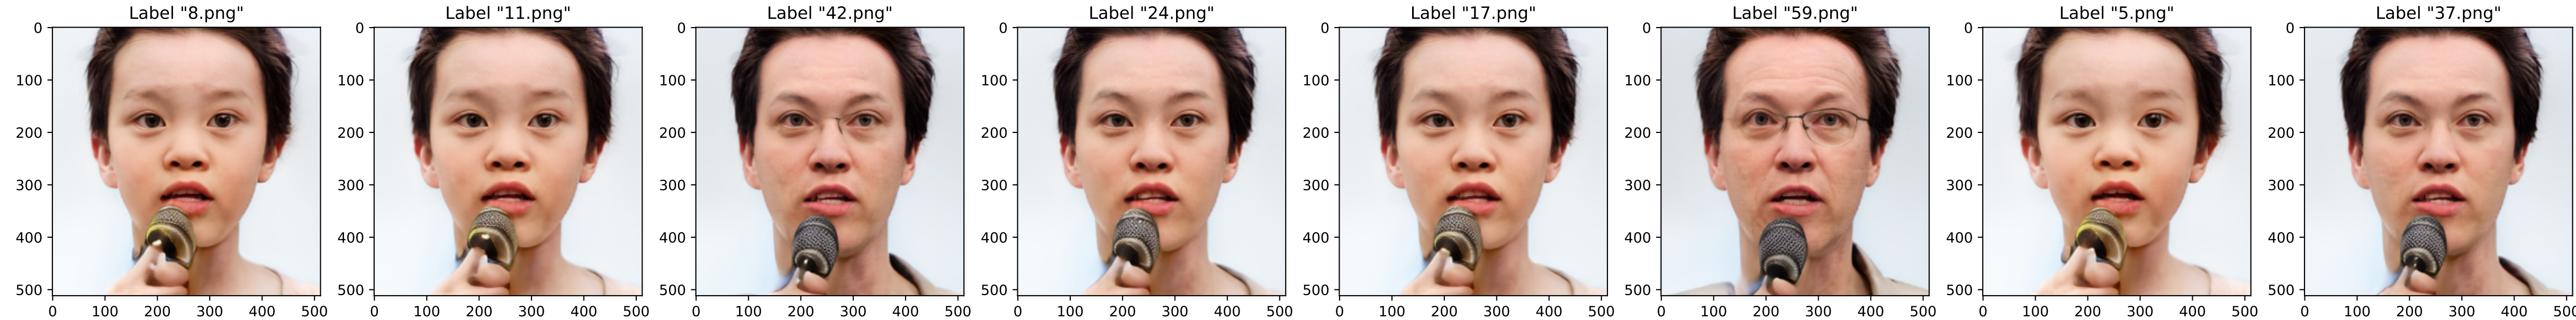 Label "8.png" Label "11.png" Label "42.png" Label "24.png" Label "17.png" Label "59.png" Label "5.png" Label "37.png"
0 0 0 0 0 0 0 0
100 100 100 100 100 100 100 100
200 200 200 200 200 200 200 200
300 300 300 300 300 300 300 300
400 400 400 400 400 400 400 400
500 500 500 500 500 500 500 500
0 100 200 300 400 500 0 100 200 300 400 500 0 100 200 300 400 500 0 100 200 300 400 500 0 100 200 300 400 500 0 100 200 300 400 500 0 100 200 300 400 500 0 100 200 300 400 50